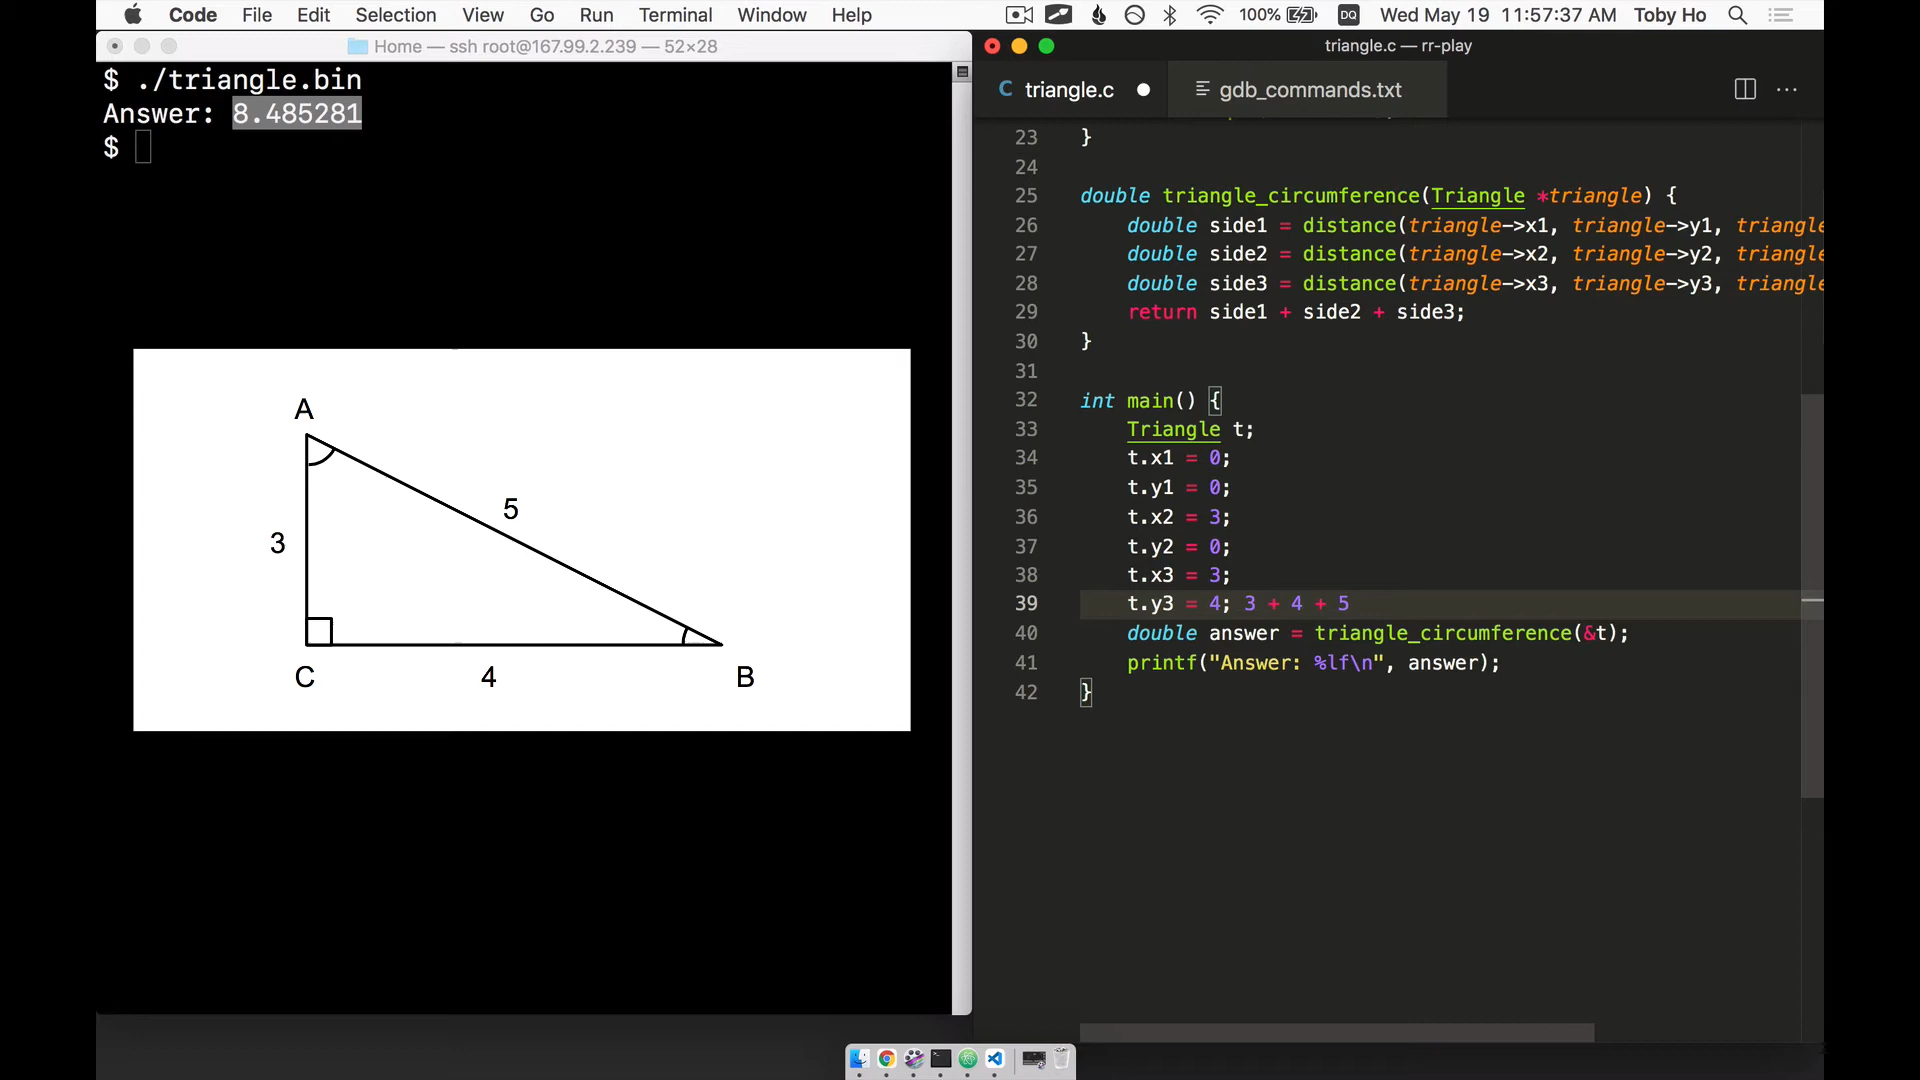 Code File Edit Selection View Go Run Terminal Window Help 100% DQ Wed May 19 11:57:37 AM Toby Ho
Home — ssh root@167.99.2.239 — 52×28
$ ./triangle.bin
Answer: 8.485281
$
A
5
3
C
4
B
triangle.c — rr-play
C triangle.c
gdb_commands.txt
23 }
24
25 double triangle_circumference(Triangle *triangle) {
26 double side1 = distance(triangle->x1, triangle->y1, triangle
27 double side2 = distance(triangle->x2, triangle->y2, triangle
28 double side3 = distance(triangle->x3, triangle->y3, triangle
29 return side1 + side2 + side3;
30 }
31
32 int main() {
33 Triangle t;
34 t.x1 = 0;
35 t.y1 = 0;
36 t.x2 = 3;
37 t.y2 = 0;
38 t.x3 = 3;
39 t.y3 = 4; 3 + 4 + 5
40 double answer = triangle_circumference(&t);
41 printf("Answer: %lf\n", answer);
42 }